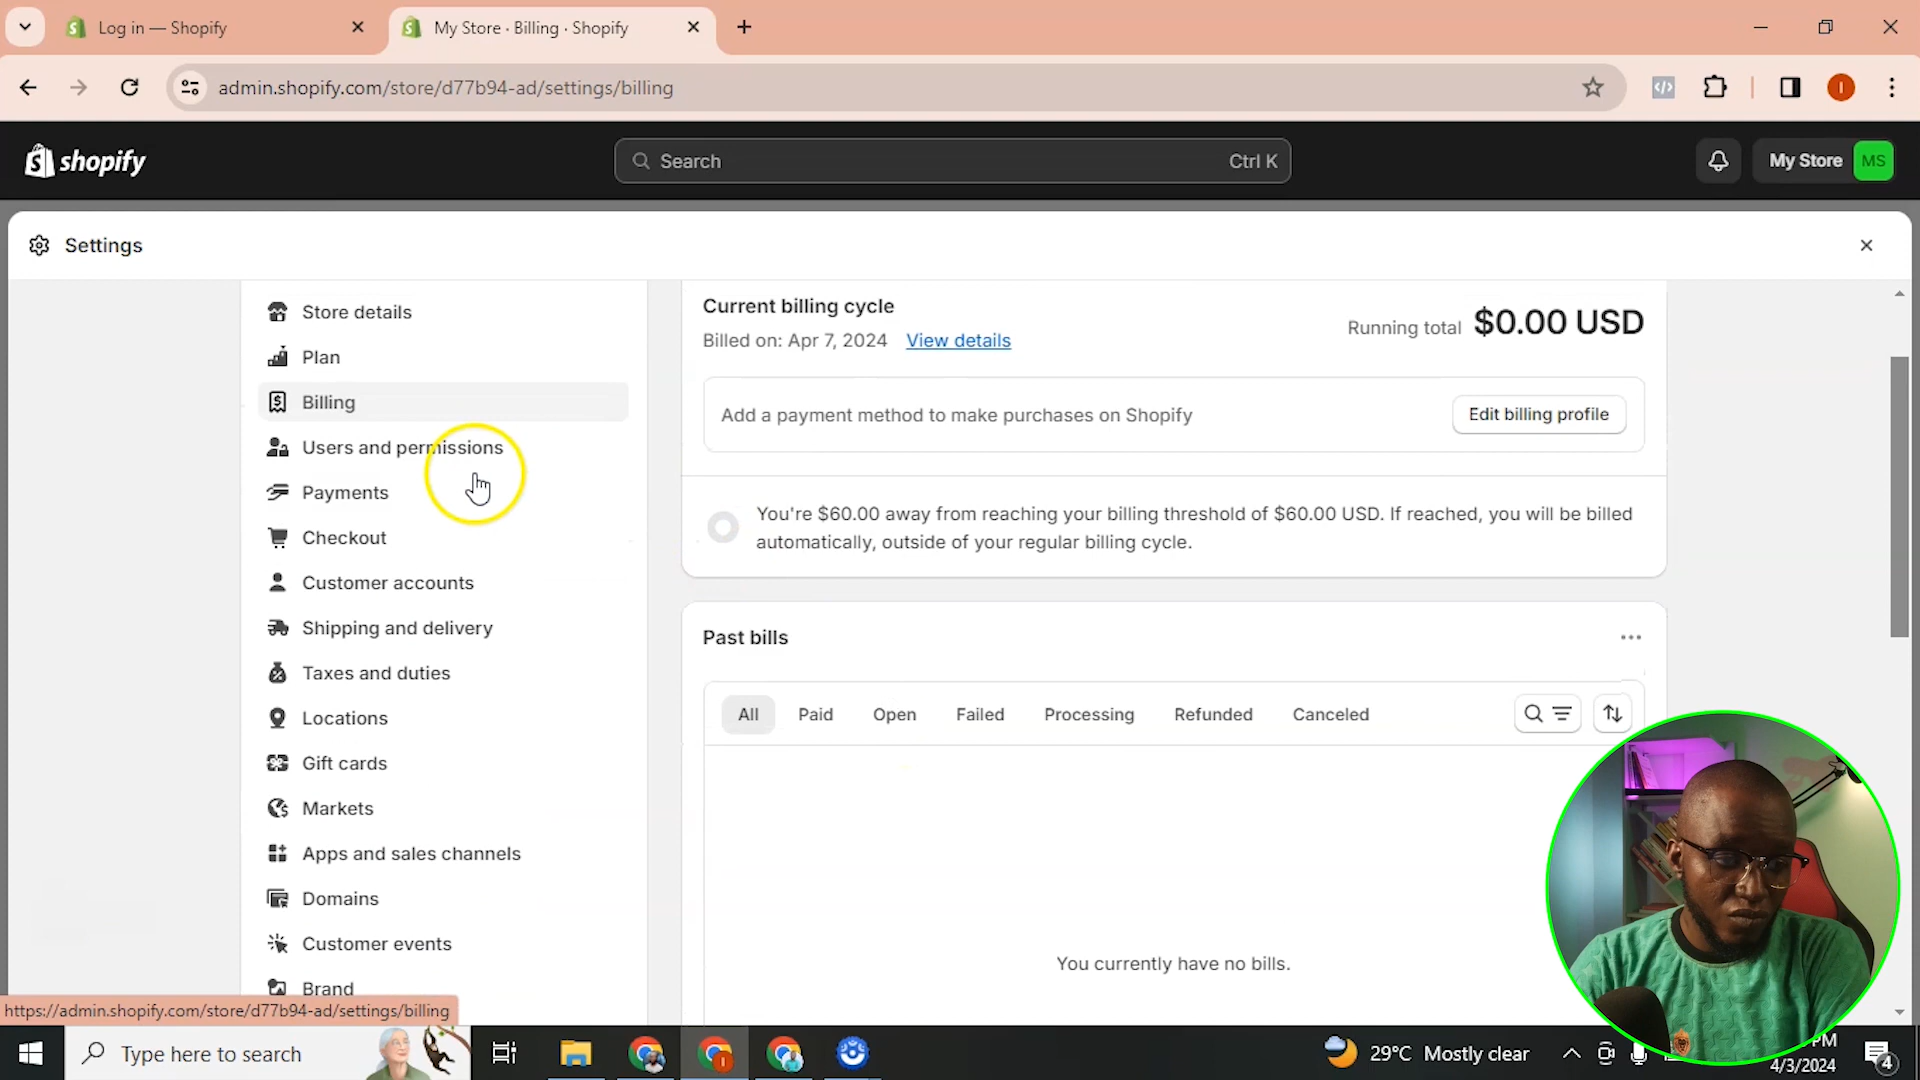 Log in — Shopify
My Store · Billing · Shopify
admin.shopify.com/store/d77b94-ad/settings/billing
I
shopify
Search
Ctrl K
My Store
MS
Settings
Store details
Plan
Billing
Users and permissions
Payments
Checkout
Customer accounts
Shipping and delivery
Taxes and duties
Locations
Gift cards
Markets
Apps and sales channels
Domains
Customer events
Brand
Current billing cycle
Billed on: Apr 7, 2024
View details
Running total
$0.00 USD
Add a payment method to make purchases on Shopify
Edit billing profile
You're $60.00 away from reaching your billing threshold of $60.00 USD. If reached, you will be billed
automatically, outside of your regular billing cycle.
Past bills
All
Paid
Open
Failed
Processing
Refunded
Canceled
You currently have no bills.
https://admin.shopify.com/store/d77b94-ad/settings/billing
Type here to search
29°C Mostly clear
PM
4/3/2024
4